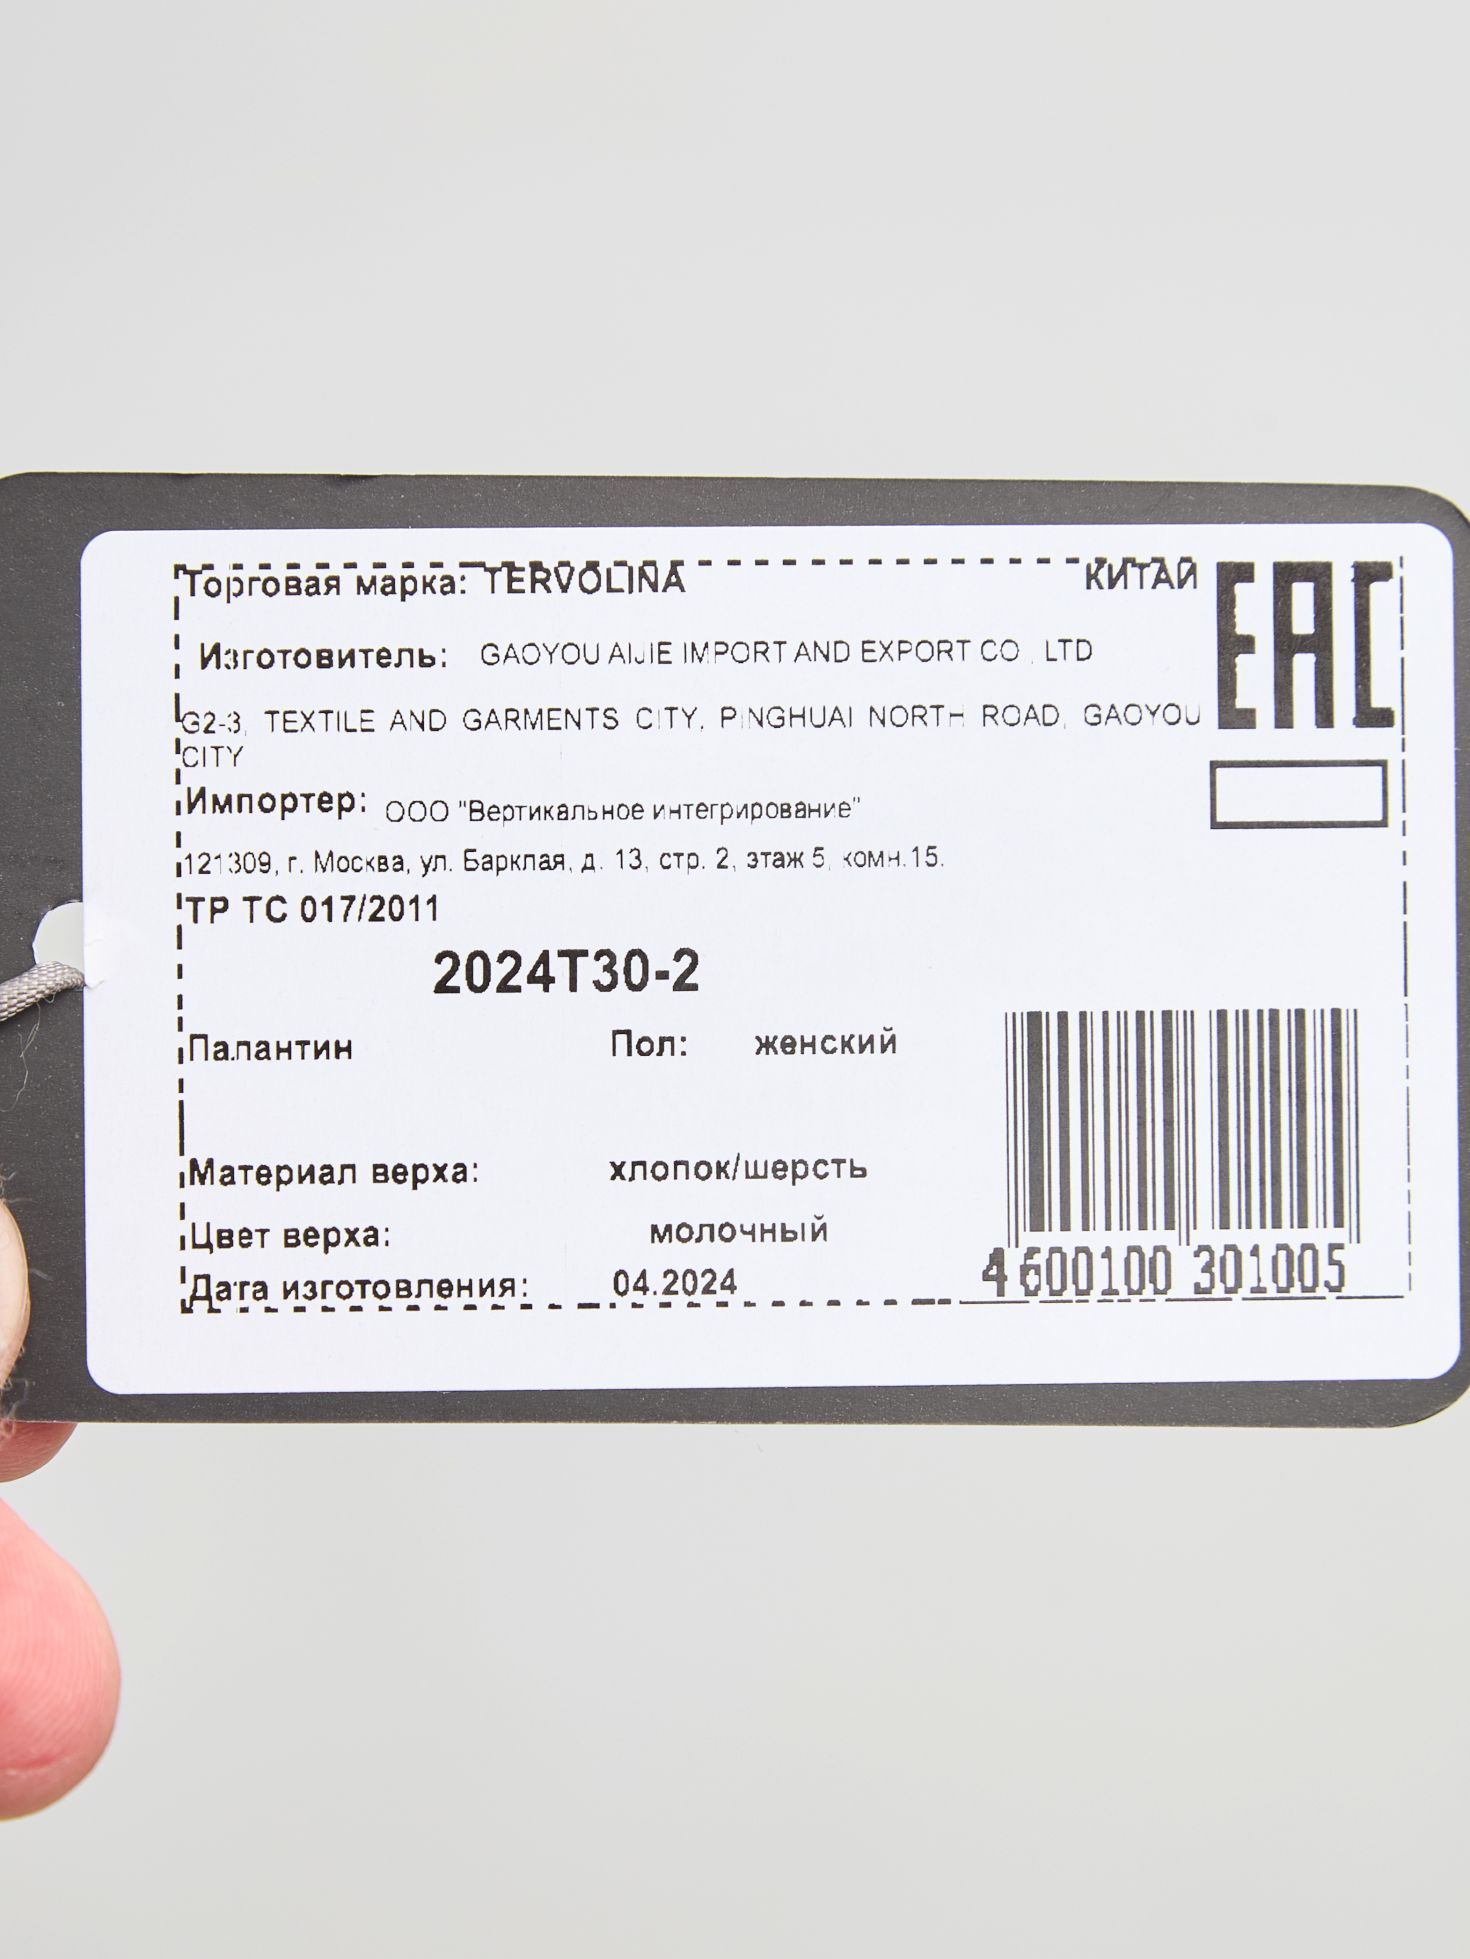 Торговая марка: TERVOLINA КИТАЙ
EAC
Изготовитель: GAOYOU AIJIE IMPORT AND EXPORT CO., LTD
G2-3, TEXTILE AND GARMENTS CITY, PINGHUAI NORTH ROAD, GAOYOU
CITY
Импортер: ООО "Вертикальное интегрирование"
121309, г. Москва, ул. Барклая, д. 13, стр. 2, этаж 5, комн.15.
ТР ТС 017/2011
2024T30-2
Палантин Пол: женский
Материал верха: хлопок/шерсть
Цвет верха: молочный
Дата изготовления: 04.2024
4 600100 301005